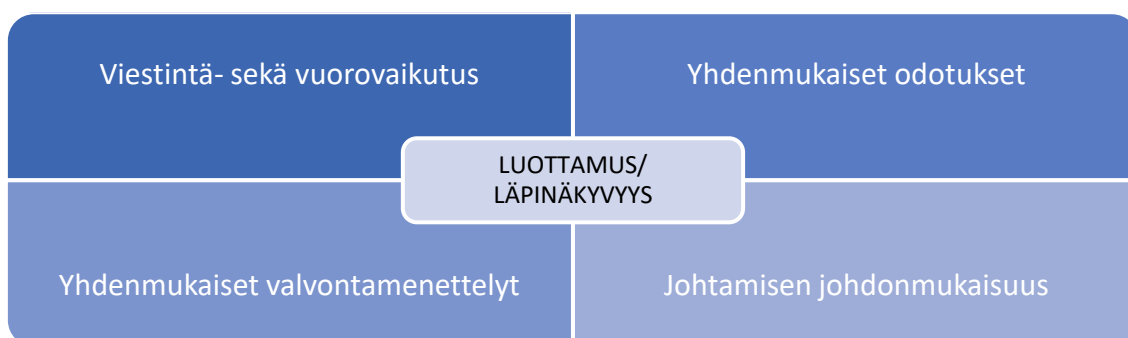 Viestintä- sekä vuorovaikutus
Yhdenmukaiset odotukset
LUOTTAMUS/
LÄPINÄKYVYYS
Yhdenmukaiset valvontamenettelyt
Johtamisen johdonmukaisuus